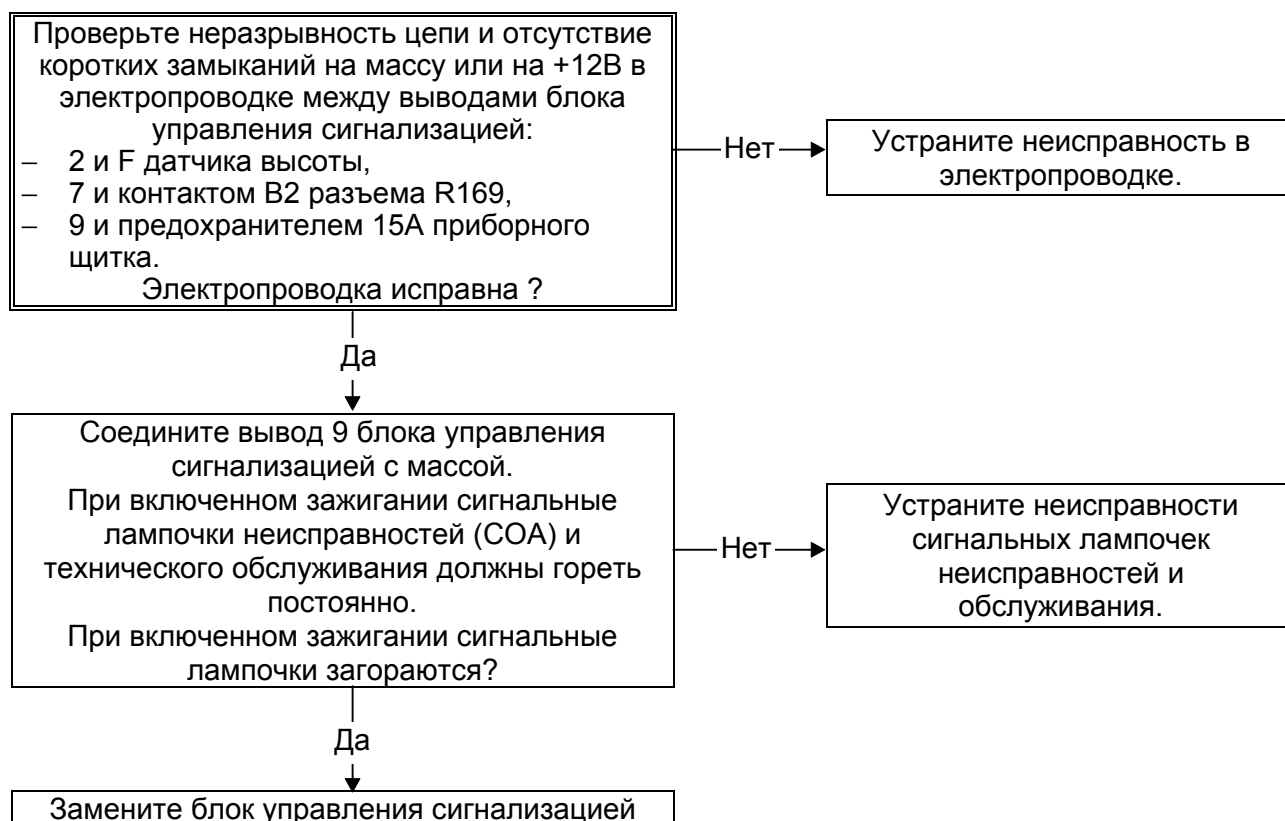 Проверьте неразрывность цепи и отсутствие
коротких замыканий на массу или на +12В в
электропроводке между выводами блока
управления сигнализацией:
– 2 и F датчика высоты,
– 7 и контактом В2 разъема R169,
– 9 и предохранителем 15А приборного
щитка.
Электропроводка исправна ?
Нет
Устраните неисправность в
электропроводке.
Да
Соедините вывод 9 блока управления
сигнализацией с массой.
При включенном зажигании сигнальные
лампочки неисправностей (СОА) и
технического обслуживания должны гореть
постоянно.
При включенном зажигании сигнальные
лампочки загораются?
Нет
Устраните неисправности
сигнальных лампочек
неисправностей и
обслуживания.
Да
Замените блок управления сигнализацией